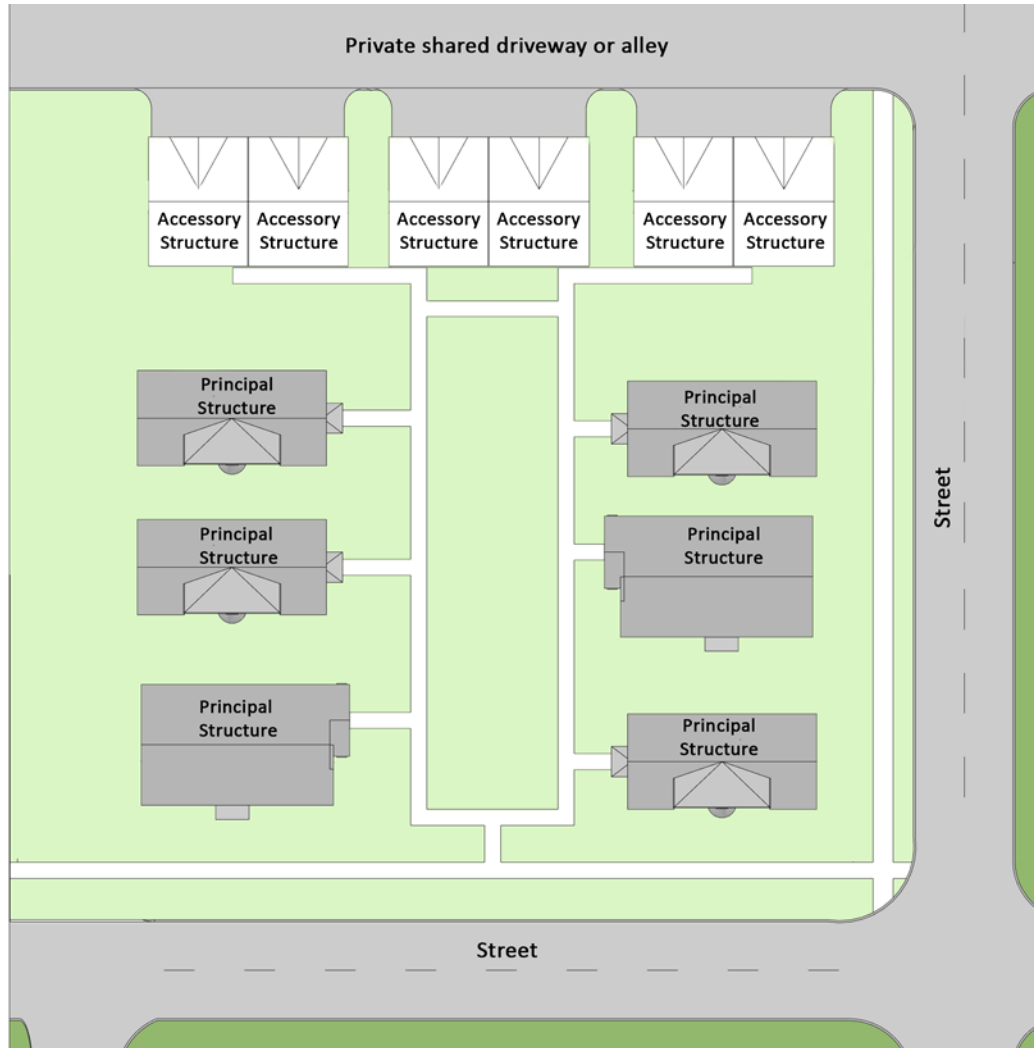 Private shared driveway or alley
Accessory
Structure
Accessory
Structure
Accessory
Structure
Accessory
Structure
Accessory
Structure
Accessory
Structure
Principal
Structure
Principal
Structure
Principal
Structure
Principal
Structure
Principal
Structure
Principal
Structure
Street
Street